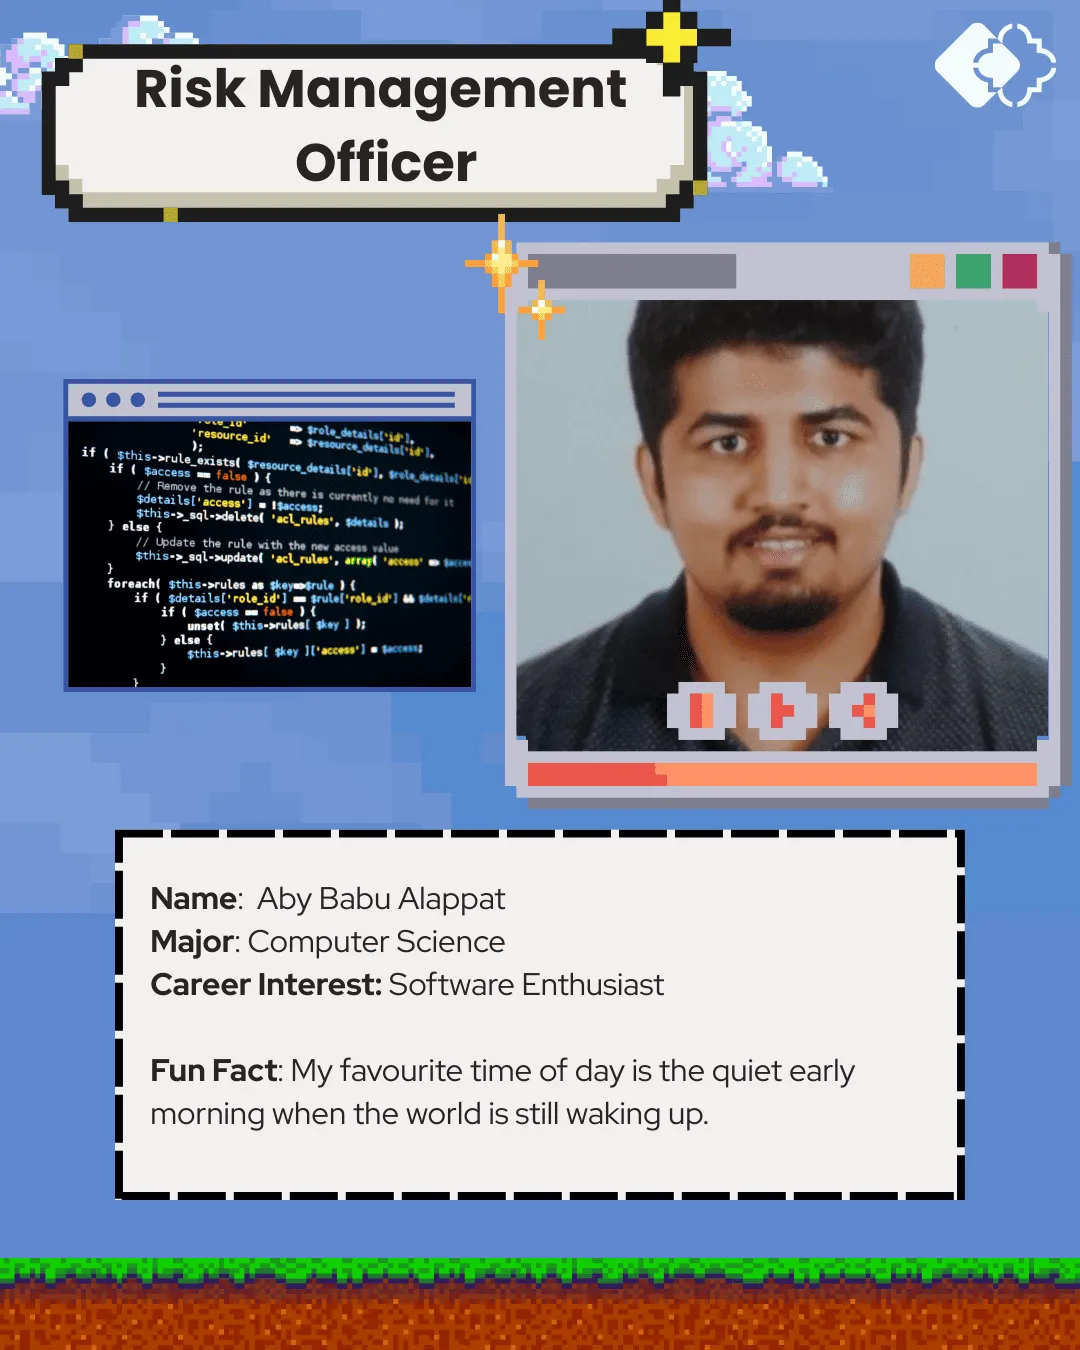 Risk Management
Officer
'role_id' => $role_details['id'],
'resource_id' => $resource_details['id'],
);
if ( $this->rule_exists( $resource_details['id'], $role_details['id
if ( $access == false ) {
// Remove the rule as there is currently no need for it
$details['access'] = !$access;
$this->_sql->delete( 'acl_rules', $details );
} else {
// Update the rule with the new access value
$this->_sql->update( 'acl_rules', array( 'access' => $acces
}
foreach( $this->rules as $key=>$rule ) {
if ( $details['role_id'] == $rule['role_id'] && $details['r
if ( $access == false ) {
unset( $this->rules[ $key ] );
} else {
$this->rules[ $key ]['access'] = $access;
}
}
Name: Aby Babu Alappat
Major: Computer Science
Career Interest: Software Enthusiast
Fun Fact: My favourite time of day is the quiet early
morning when the world is still waking up.